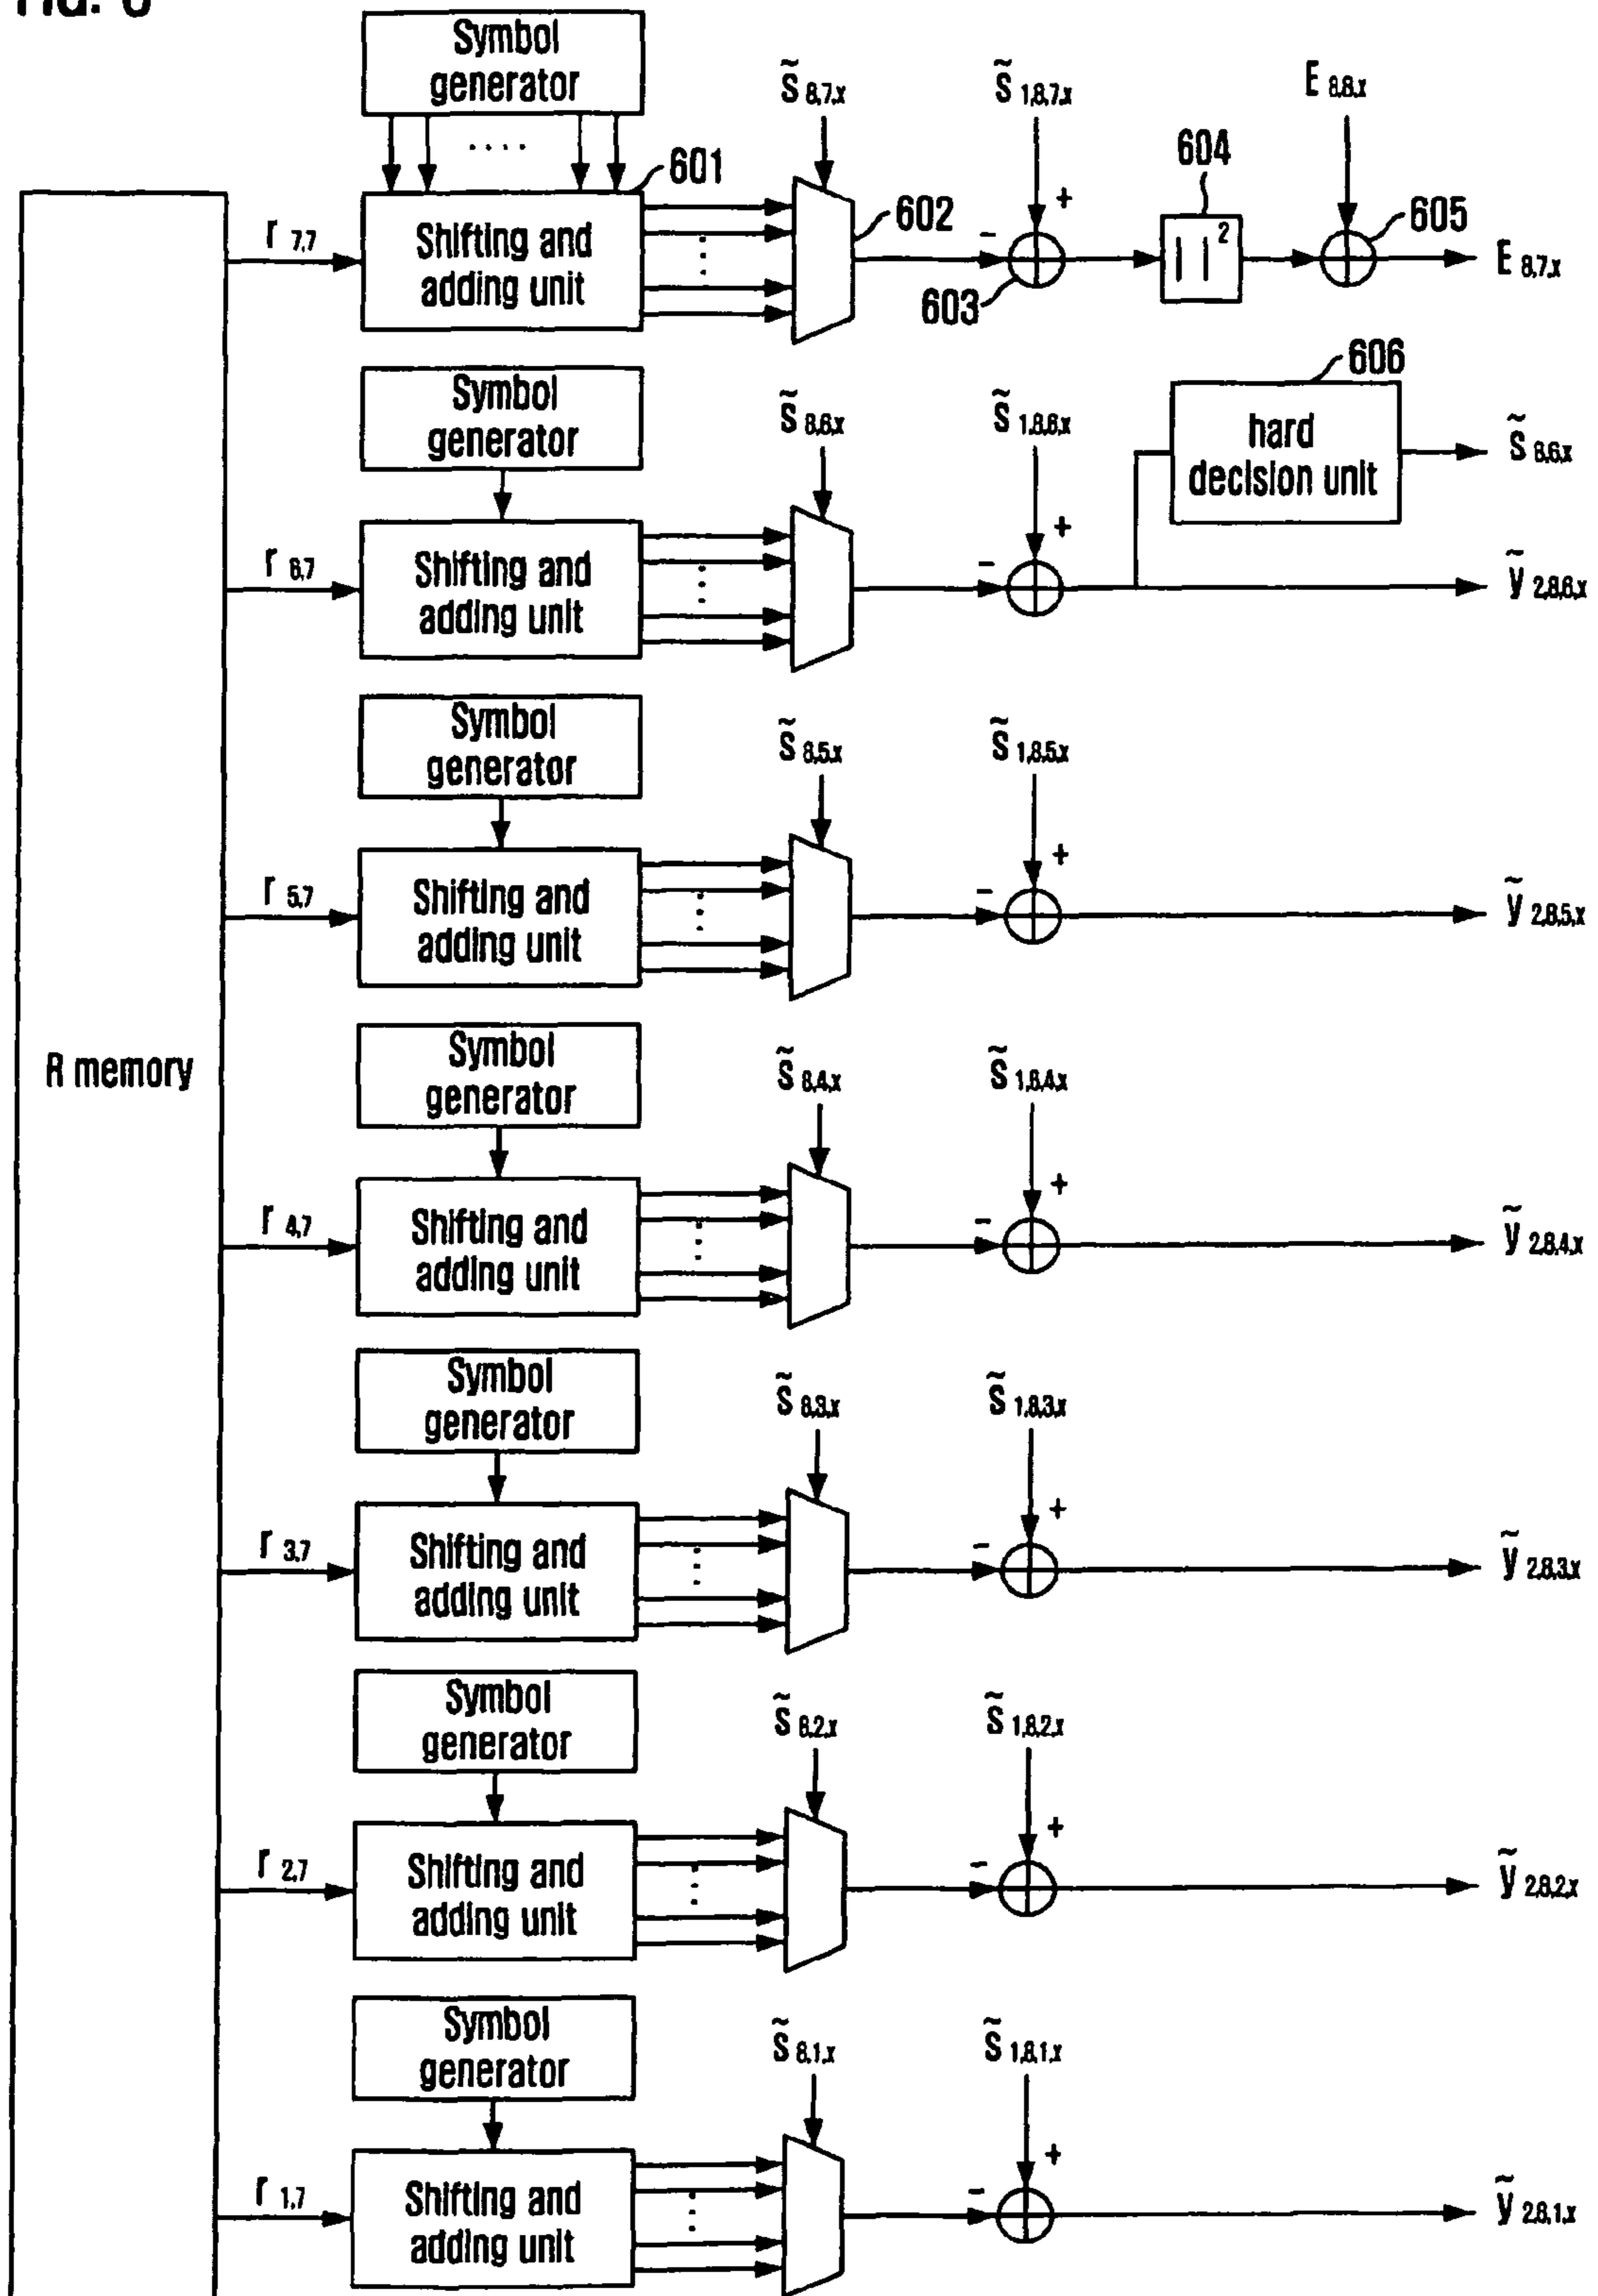 Symbol
generator
s̃ 8,7,x
s̃ 1,8,7,x
E 8,8,x
....
601
604
r 7,7
Shifting and
adding unit
602
+
−
603
| | 2
605
E 8,7,x
606
Symbol
generator
s̃ 8,6,x
s̃ 1,8,6,x
hard
decision unit
s̃ 8,6,x
r 6,7
Shifting and
adding unit
+
−
ỹ 2,8,6,x
Symbol
generator
s̃ 8,5,x
s̃ 1,8,5,x
r 5,7
Shifting and
adding unit
+
−
ỹ 2,8,5,x
R memory
Symbol
generator
s̃ 8,4,x
s̃ 1,8,4,x
r 4,7
Shifting and
adding unit
+
−
ỹ 2,8,4,x
Symbol
generator
s̃ 8,3,x
s̃ 1,8,3,x
r 3,7
Shifting and
adding unit
+
−
ỹ 2,8,3,x
Symbol
generator
s̃ 8,2,x
s̃ 1,8,2,x
r 2,7
Shifting and
adding unit
+
−
ỹ 2,8,2,x
Symbol
generator
s̃ 8,1,x
s̃ 1,8,1,x
r 1,7
Shifting and
adding unit
+
−
ỹ 2,8,1,x